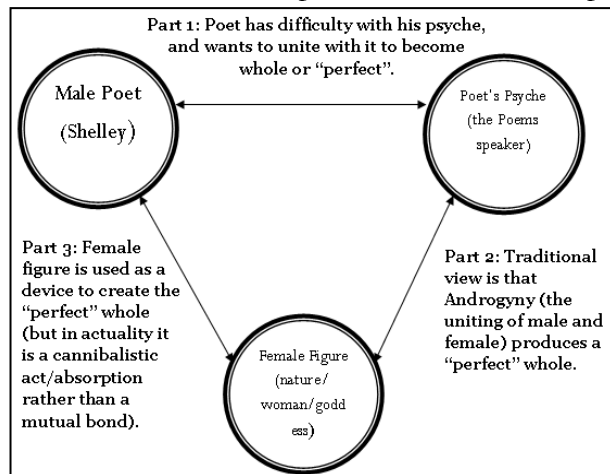 Part 1: Poet has difficulty with his psyche,
and wants to unite with it to become
whole or “perfect”.
Male Poet
(Shelley)
Poet's Psyche
(the Poems
speaker)
Part 3: Female
figure is used as a
device to create the
“perfect” whole
(but in actuality it
is a cannibalistic
act/absorption
rather than a
mutual bond).
Part 2: Traditional
view is that
Androgyny (the
uniting of male and
female) produces a
“perfect” whole.
Female Figure
(nature/
woman/godd
ess)